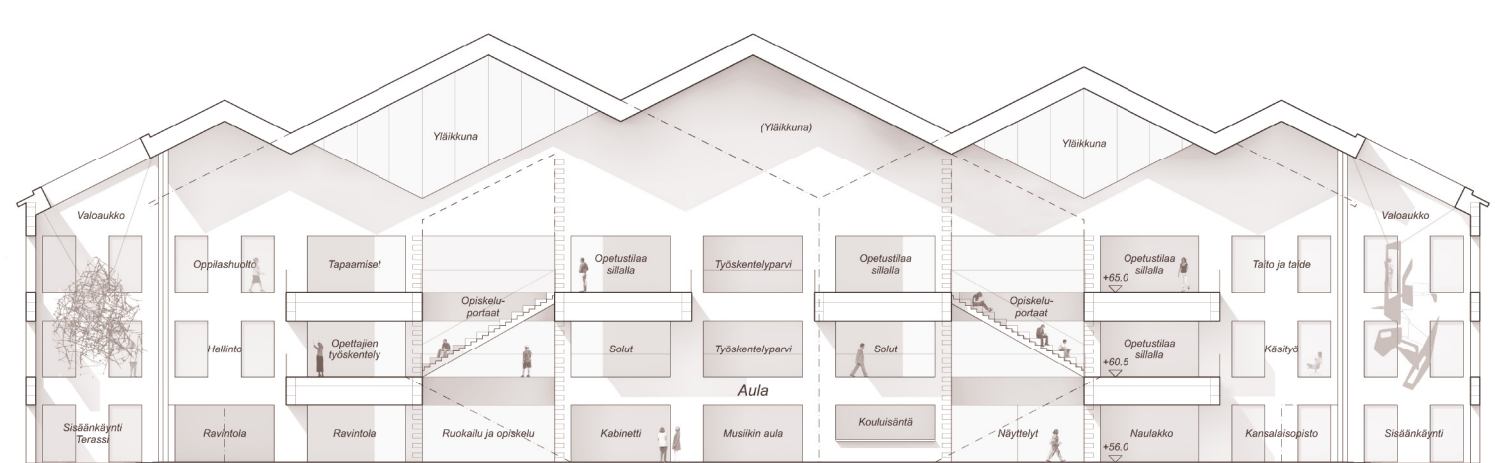 Yläikkuna
(Yläikkuna)
Yläikkuna
Valoaukko
Valoaukko
Oppilashuolto
Tapaamiset
Opetustilaa
sillalla
Työskentelyparvi
Opetustilaa
sillalla
Opetustilaa
sillalla
Taito ja taide
+65.0
Opiskelu-
portaat
Opiskelu-
portaat
Hallinto
Opettajien
työskentely
Solut
Työskentelyparvi
Solut
Opetustilaa
sillalla
Käsityö
+60.5
Aula
Sisäänkäynti
Terassi
Ravintola
Ravintola
Ruokailu ja opiskelu
Kabinetti
Musiikin aula
Kouluisäntä
Näyttelyt
Naulakko
Kansalaisopisto
Sisäänkäynti
+56.0